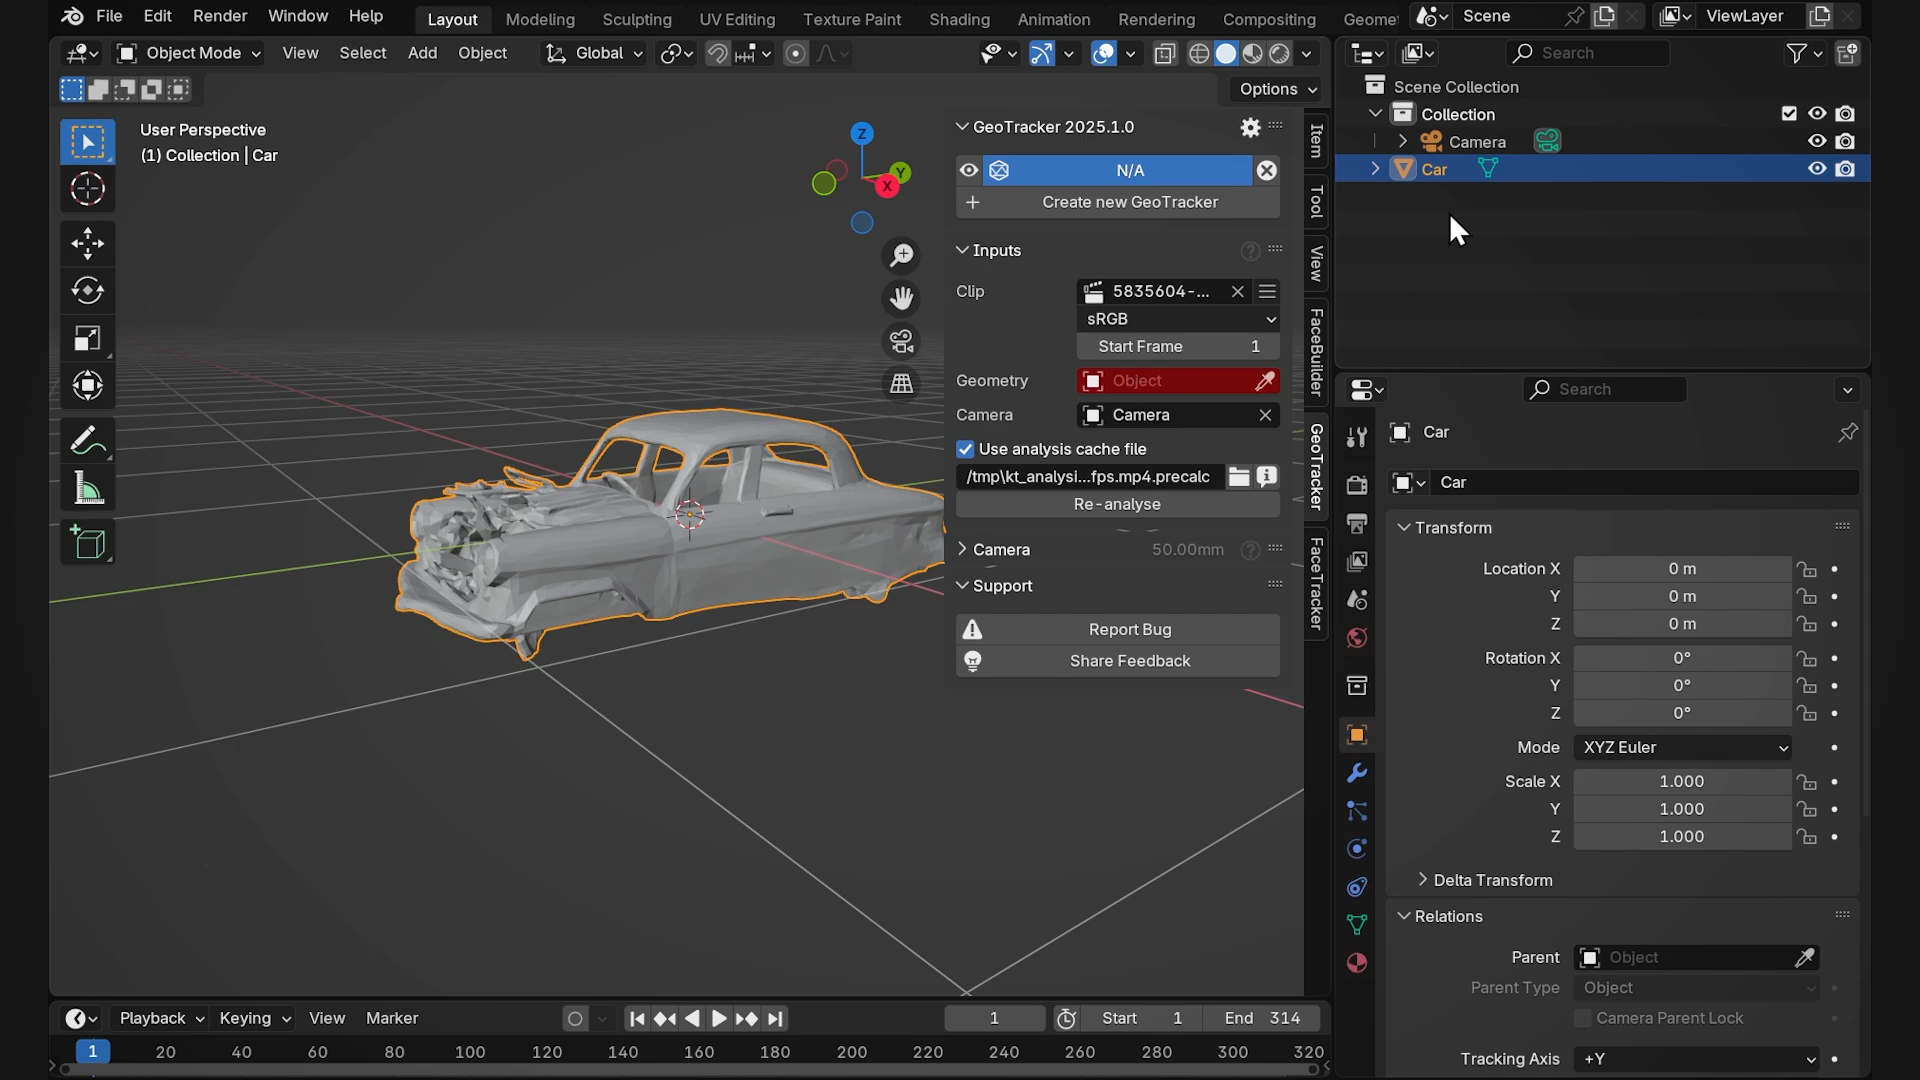 File Edit Render Window Help
Layout Modeling Sculpting UV Editing Texture Paint Shading Animation Rendering Compositing Geomet
Scene
ViewLayer
Object Mode View Select Add Object
Global
Search
Options
User Perspective
(1) Collection | Car
Z
Y
X
GeoTracker 2025.1.0
N/A
Create new GeoTracker
Inputs
Clip
5835604-...
sRGB
Start Frame 1
Geometry
Object
Camera
Camera
Use analysis cache file
/tmp\kt_analysi...fps.mp4.precalc
Re-analyse
Camera 50.00mm
Support
Report Bug
Share Feedback
Item
Tool
View
FaceBuilder
GeoTracker
FaceTracker
Scene Collection
Collection
Camera
Car
Search
Car
Car
Transform
Location X 0 m
Y 0 m
Z 0 m
Rotation X 0°
Y 0°
Z 0°
Mode XYZ Euler
Scale X 1.000
Y 1.000
Z 1.000
Delta Transform
Relations
Parent Object
Parent Type Object
Camera Parent Lock
Tracking Axis +Y
Playback Keying View Marker
1
Start 1
End 314
1 20 40 60 80 100 120 140 160 180 200 220 240 260 280 300 320